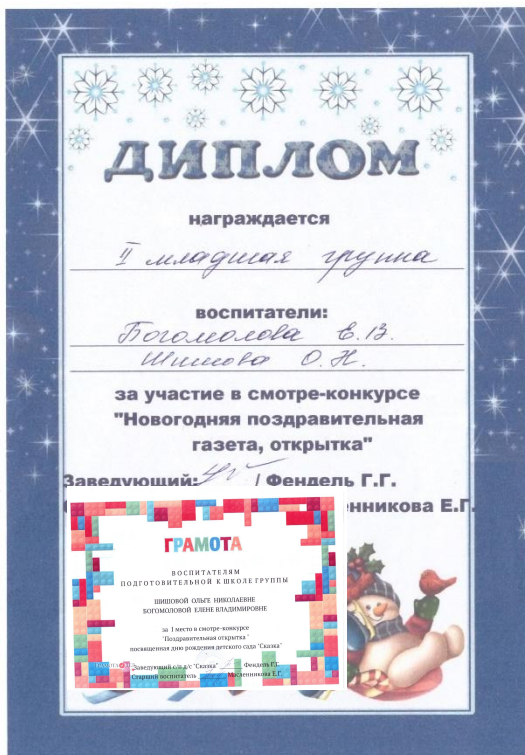 ДИПЛОМ
награждается
II младшая группа
воспитатели:
Богомолова Е.В.
Шишова О.Н.
за участие в смотре-конкурсе
"Новогодняя поздравительная
газета, открытка"
Заведующий: / Фендель Г.Г.
Масленникова Е.Г.
ГРАМОТА
ВОСПИТАТЕЛЯМ
ПОДГОТОВИТЕЛЬНОЙ К ШКОЛЕ ГРУППЫ
ШИШОВОЙ ОЛЬГЕ НИКОЛАЕВНЕ
БОГОМОЛОВОЙ ЕЛЕНЕ ВЛАДИМИРОВНЕ
за 1 место в смотре-конкурсе
"Поздравительная открытка "
посвященная дню рождения детского сада "Сказка"
Заведующий с/п д/с "Сказка" Фендель Г.Г.
Старший воспитатель Масленникова Е.Г.